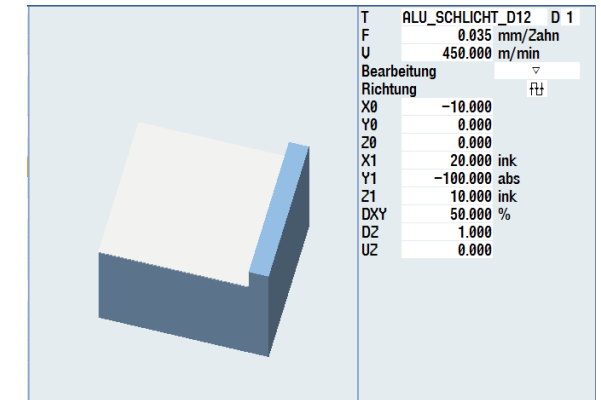 T ALU_SCHLICHT_D12 D 1
F 0.035 mm/Zahn
V 450.000 m/min
Bearbeitung ▽
Richtung
X0 -10.000
Y0 0.000
Z0 0.000
X1 20.000 ink
Y1 -100.000 abs
Z1 10.000 ink
DXY 50.000 %
DZ 1.000
UZ 0.000